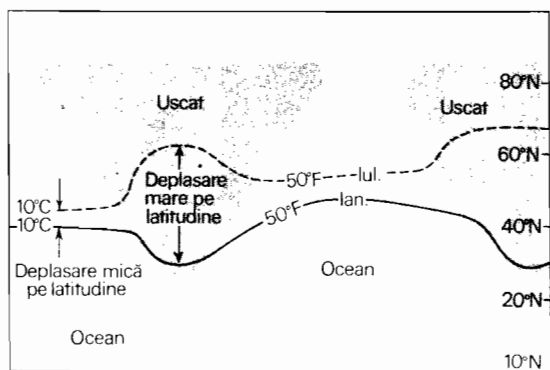 80°N
Uscat
Uscat
60°N
Deplasare
mare pe
latitudine
50°F
Iul.
10°C
50°F
Ian.
10°C
40°N
Deplasare mică
pe latitudine
Ocean
20°N
Ocean
10°N